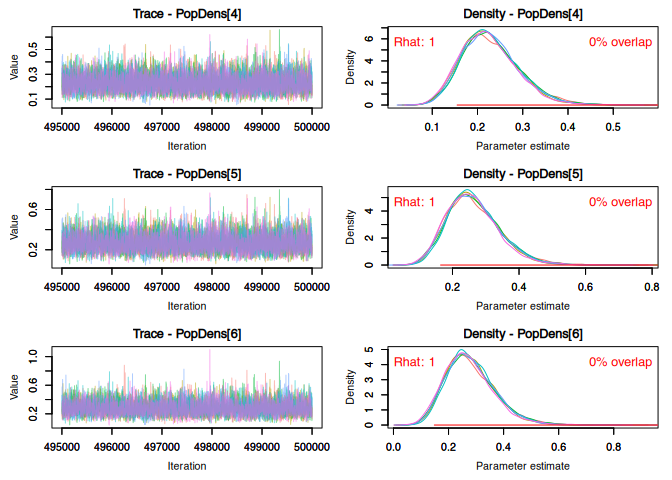 Trace - PopDens[4]
Value
0.1 0.3 0.5
495000 496000 497000 498000 499000 500000
Iteration
Density - PopDens[4]
Rhat: 1 0% overlap
Density
0 2 4 6
0.1 0.2 0.3 0.4 0.5
Parameter estimate
Trace - PopDens[5]
Value
0.2 0.6
495000 496000 497000 498000 499000 500000
Iteration
Density - PopDens[5]
Rhat: 1 0% overlap
Density
0 2 4
0.2 0.4 0.6 0.8
Parameter estimate
Trace - PopDens[6]
Value
0.2 0.6 1.0
495000 496000 497000 498000 499000 500000
Iteration
Density - PopDens[6]
Rhat: 1 0% overlap
Density
0 1 2 3 4 5
0.0 0.2 0.4 0.6 0.8
Parameter estimate